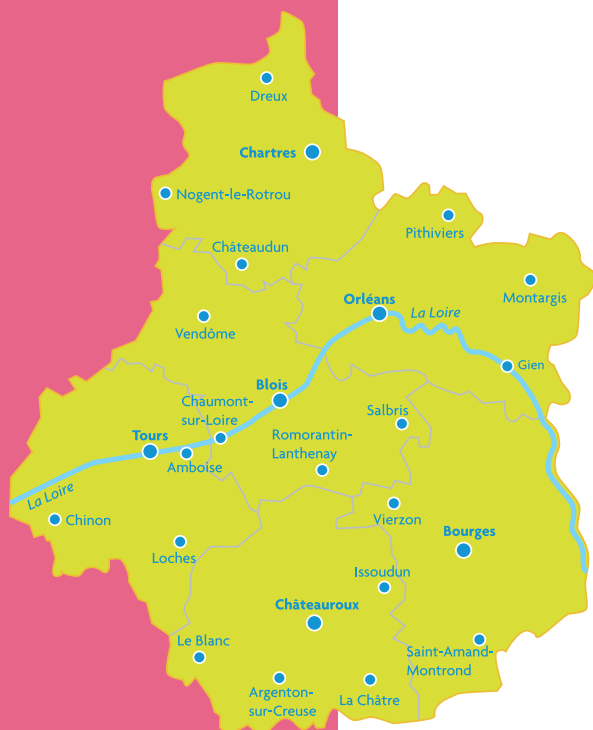 Dreux
Chartres
Nogent-le-Rotrou
Pithiviers
Châteaudun
Montargis
Orléans
La Loire
Vendôme
Gien
Blois
Chaumont-
sur-Loire
Salbris
Tours
Romorantin-
Lanthenay
Amboise
La Loire
Chinon
Vierzon
Bourges
Loches
Issoudun
Châteauroux
Le Blanc
Saint-Amand-
Montrond
Argenton-
sur-Creuse
La Châtre